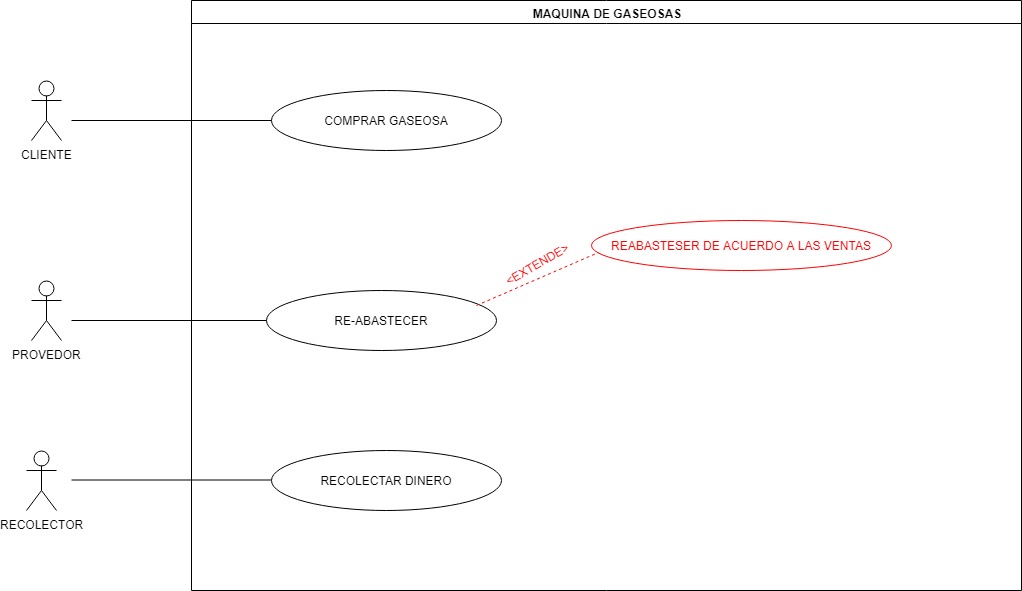 MAQUINA DE GASEOSAS
COMPRAR GASEOSA
CLIENTE
REABASTESER DE ACUERDO A LAS VENTAS
<EXTENDE>
RE-ABASTECER
PROVEDOR
RECOLECTAR DINERO
RECOLECTOR